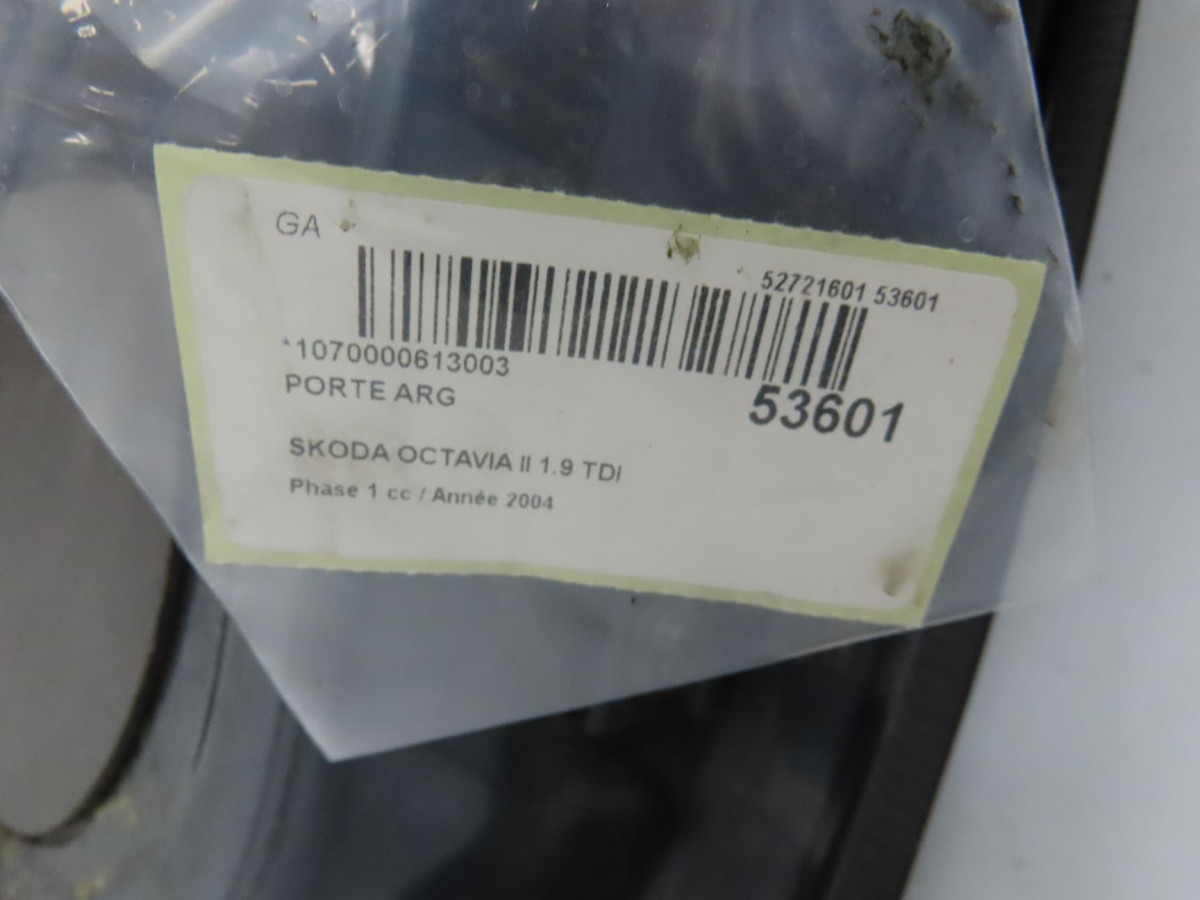 GA
52721601 53601
*1070000613003
53601
PORTE ARG
SKODA OCTAVIA II 1.9 TDI
Phase 1 cc / Année 2004